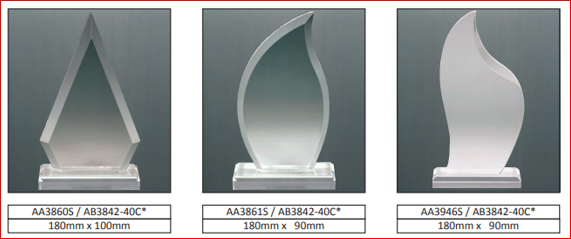 AA3860S / AB3842-40C*
180mm x 100mm
AA3861S / AB3842-40C*
180mm x 90mm
AA3946S / AB3842-40C*
180mm x 90mm